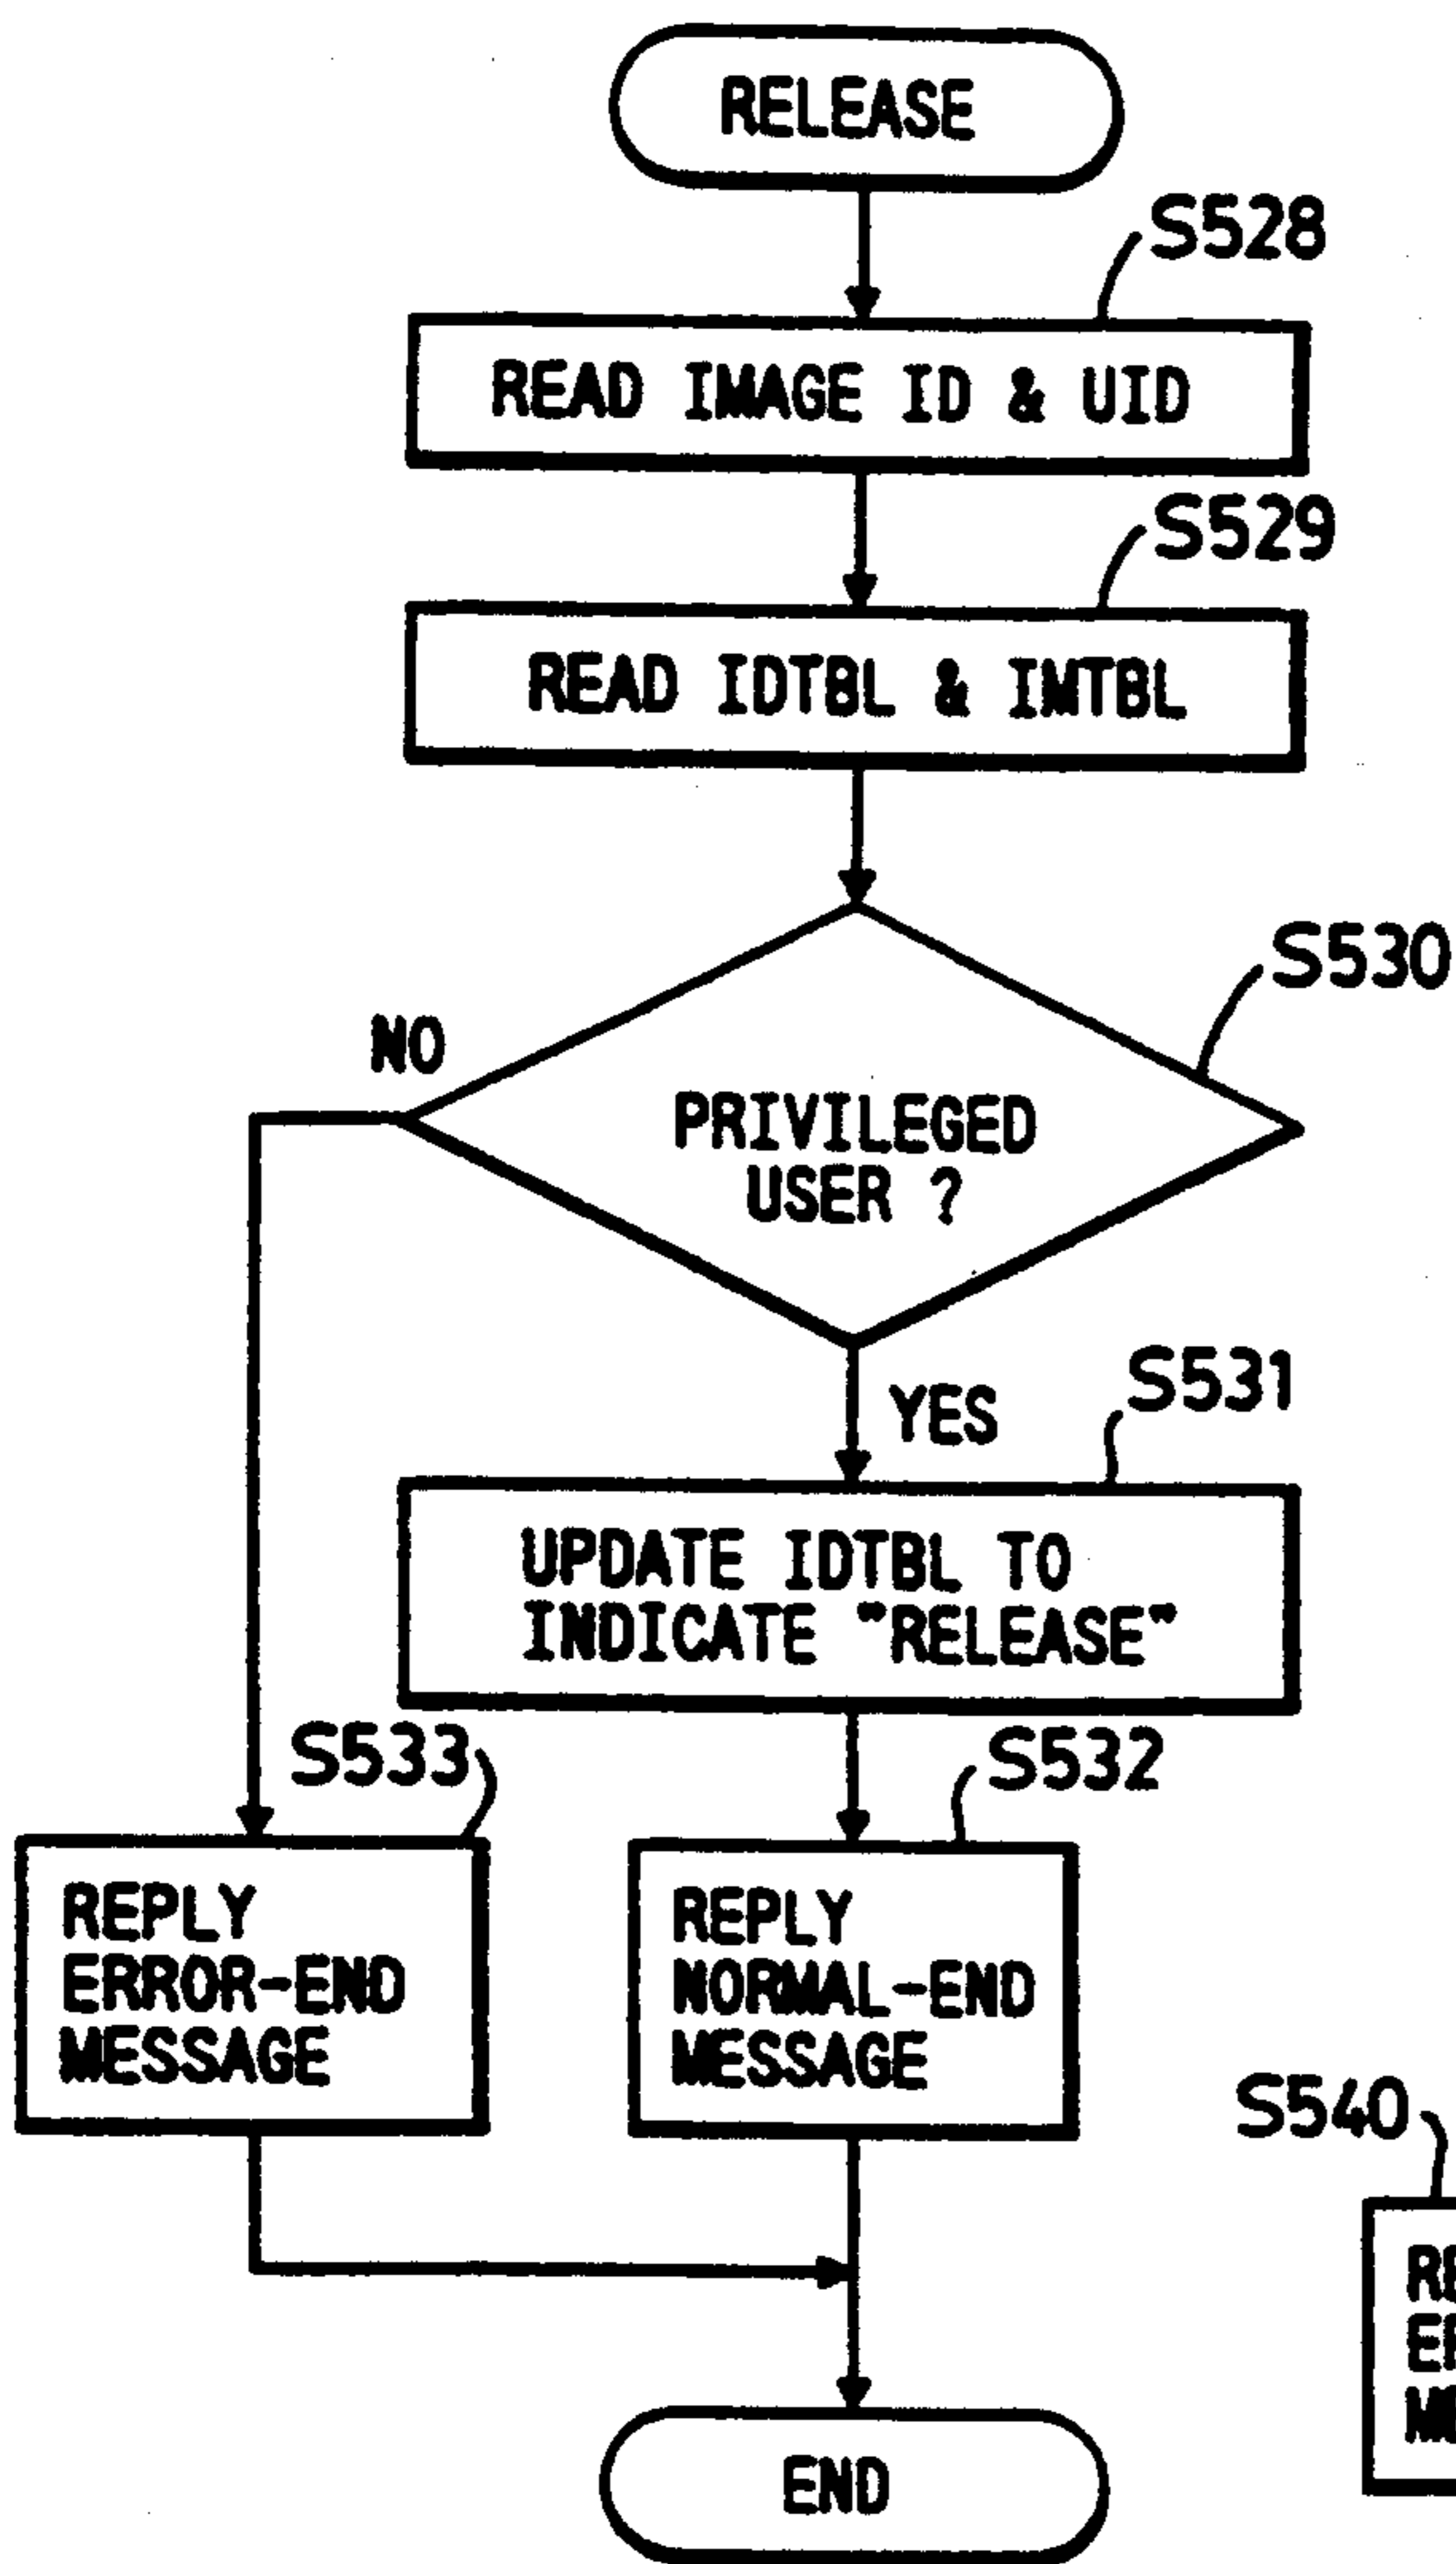 RELEASE
S528
READ IMAGE ID & UID
S529
READ IDTBL & IMTBL
S530
NO
PRIVILEGED
USER ?
YES
S531
UPDATE IDTBL TO
INDICATE "RELEASE"
S533
S532
REPLY
ERROR-END
MESSAGE
REPLY
NORMAL-END
MESSAGE
S540
END